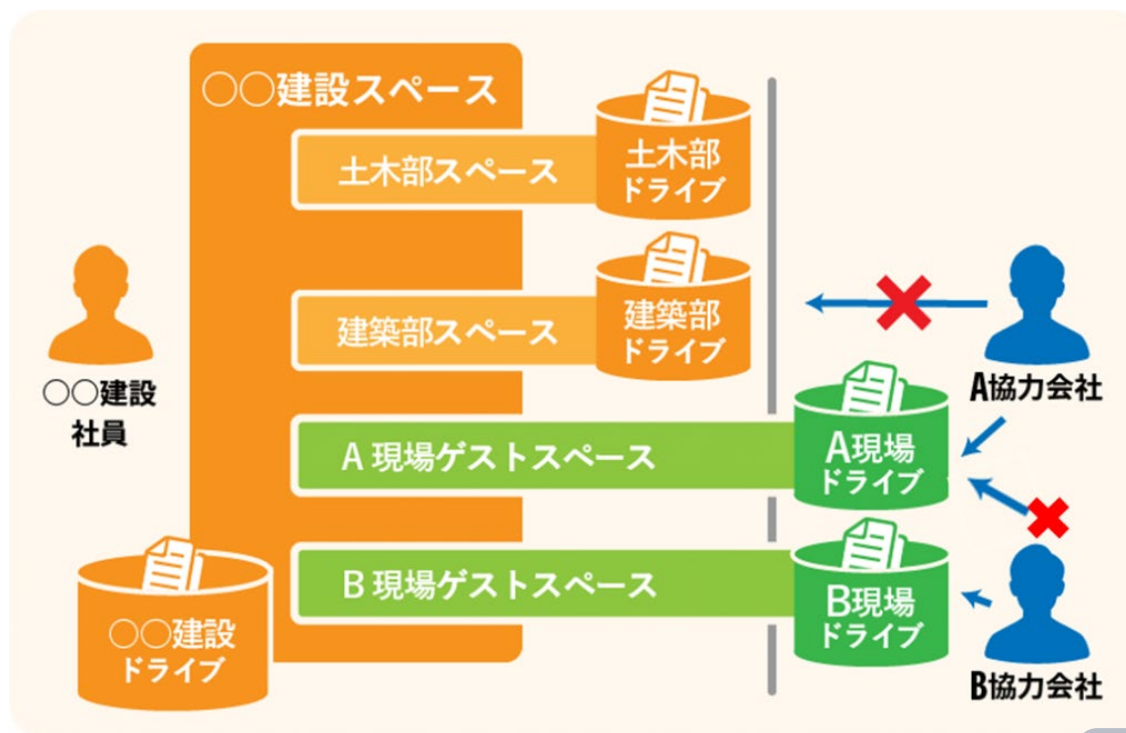 ○○建設スペース
土木部スペース
土木部
ドライブ
建築部スペース
建築部
ドライブ
○○建設
社員
A協力会社
A 現場ゲストスペース
A現場
ドライブ
B 現場ゲストスペース
B現場
ドライブ
○○建設
ドライブ
B協力会社